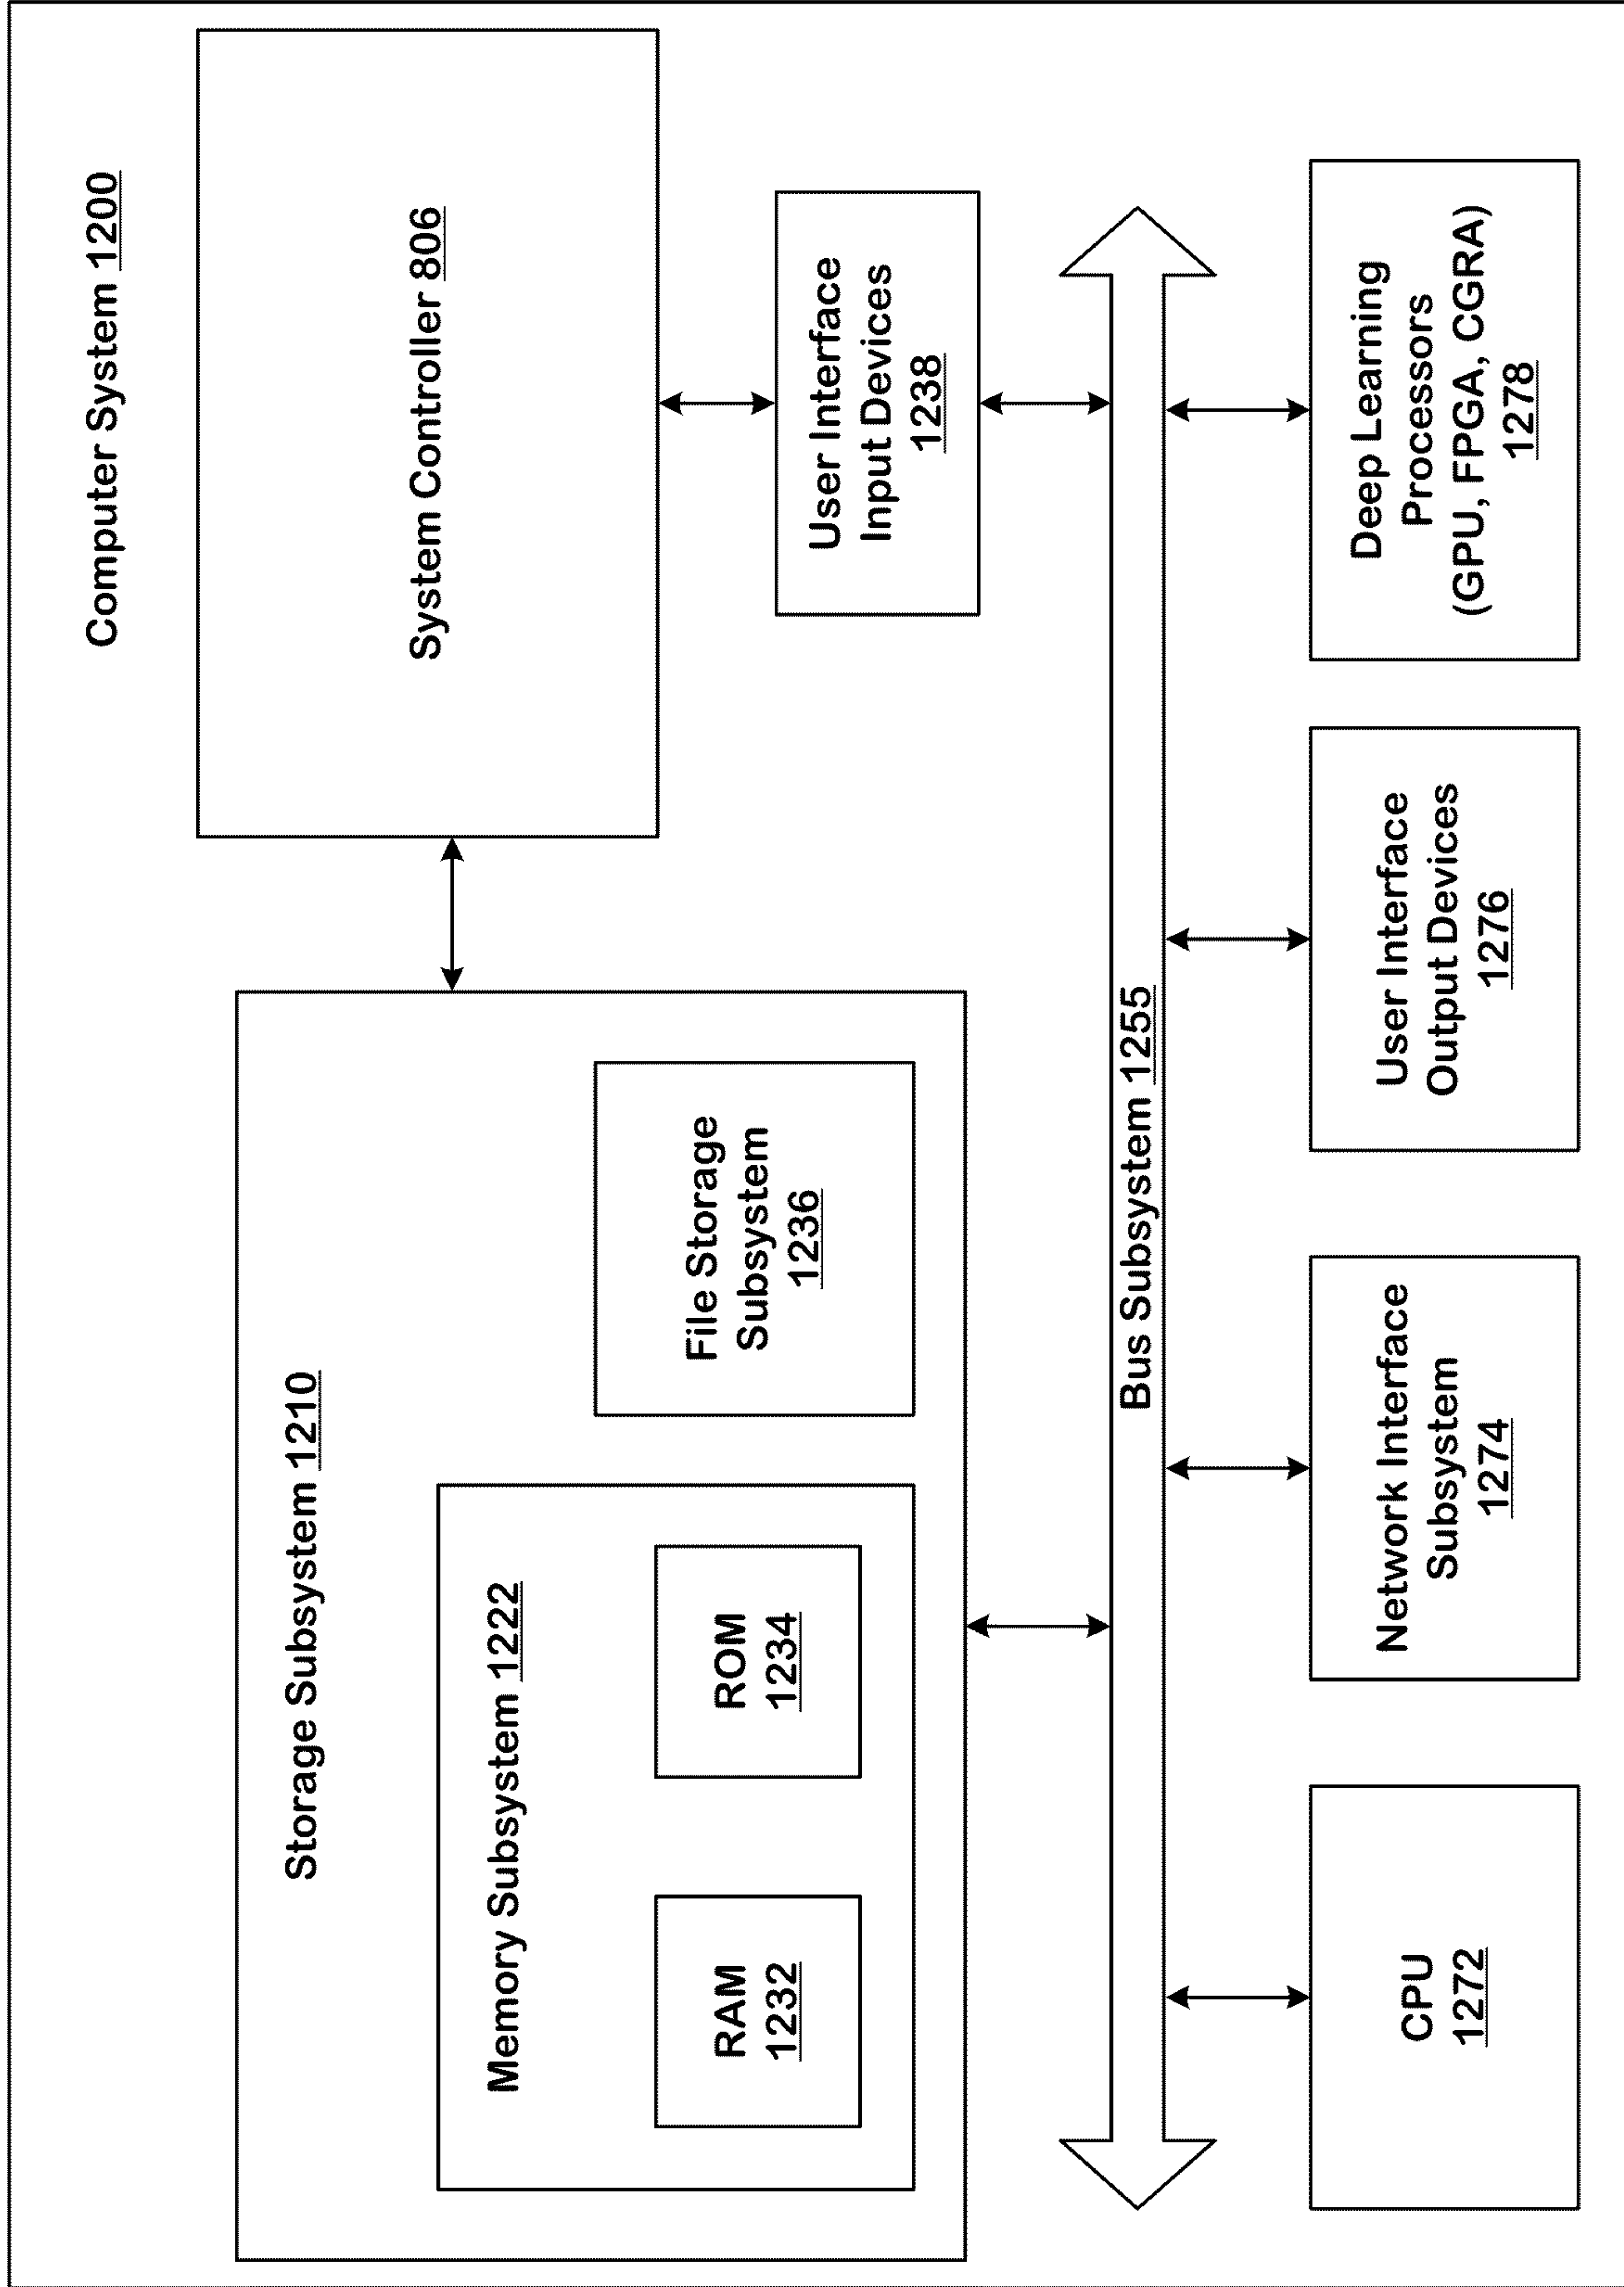 Computer System 1200
Storage Subsystem 1210
System Controller 806
Memory Subsystem 1222
RAM
1232
ROM
1234
File Storage
Subsystem
1236
User Interface
Input Devices
1238
Bus Subsystem 1255
CPU
1272
Network Interface
Subsystem
1274
User Interface
Output Devices
1276
Deep Learning
Processors
(GPU, FPGA, CGRA)
1278